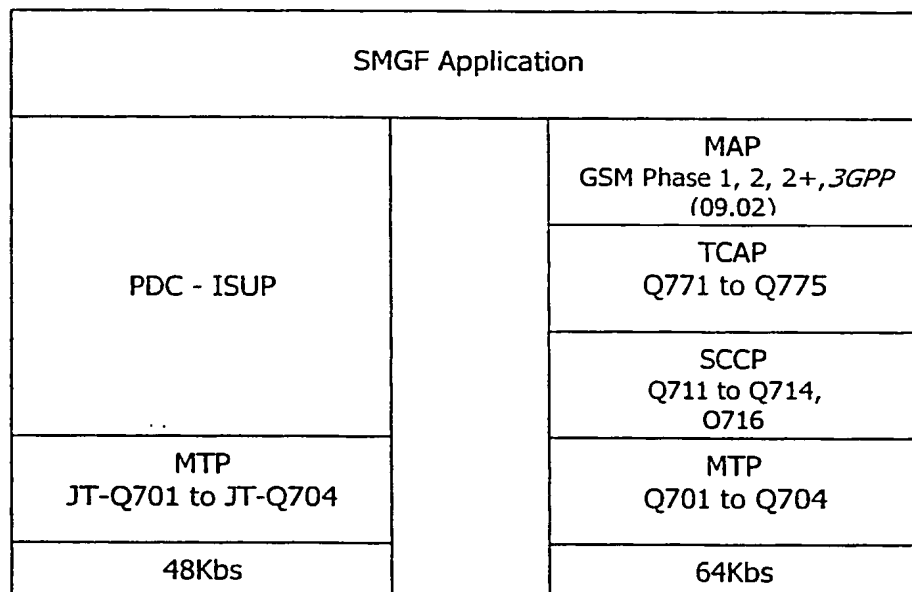 SMGF Application
PDC - ISUP
MTP
JT-Q701 to JT-Q704
48Kbs
MAP
GSM Phase 1, 2, 2+,3GPP
(09.02)
TCAP
Q771 to Q775
SCCP
Q711 to Q714,
O716
MTP
Q701 to Q704
64Kbs